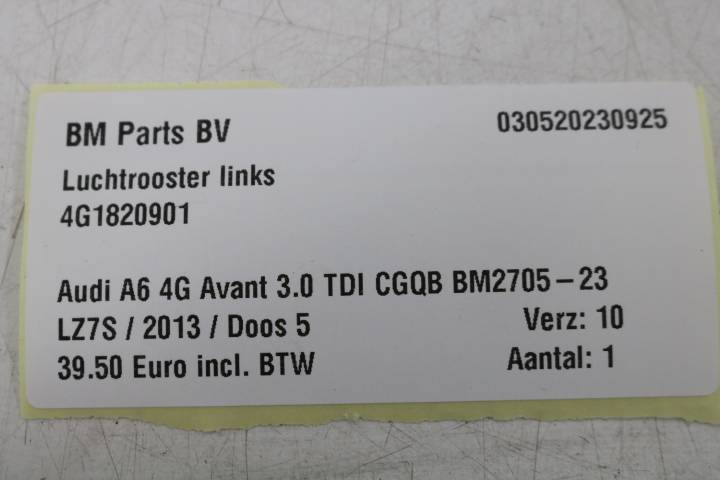 BM Parts BV 030520230925
Luchtrooster links
4G1820901
Audi A6 4G Avant 3.0 TDI CGQB BM2705-23
LZ7S / 2013 / Doos 5 Verz: 10
39.50 Euro incl. BTW Aantal: 1